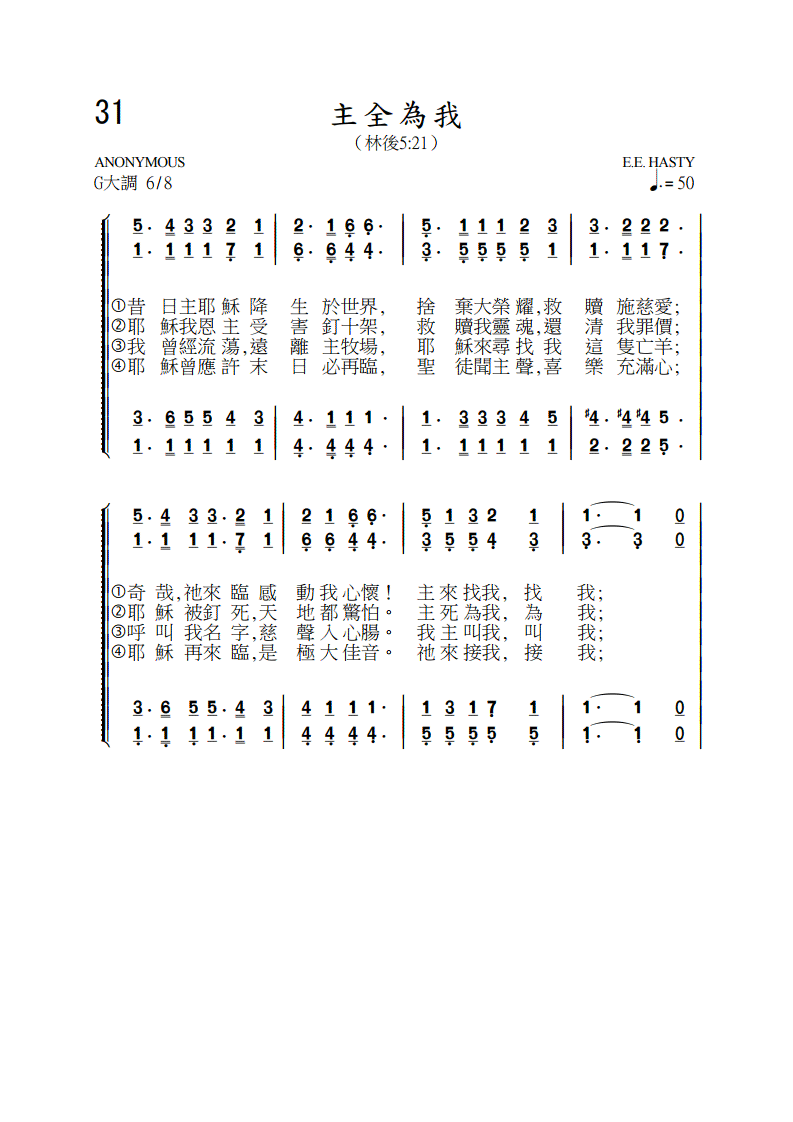 31
主全為我
（林後5:21）
ANONYMOUS E.E. HASTY
G大調 6/8 ♩. = 50
5. 4 3 3 2 1 | 2. 1 6 6. | 5. 1 1 1 2 3 | 3. 2 2 2. |
1. 1 1 1 7 1 | 6. 6 4 4. | 3. 5 5 5 5 1 | 1. 1 1 7. |
①昔 日主耶 穌 降 生 於世界, 捨 棄大榮 耀,救 贖 施慈愛;
②耶 穌我恩 主 受 害 釘十架, 救 贖我靈 魂,還 清 我罪價;
③我 曾經流 蕩,遠 離 主牧場, 耶 穌來尋 找 我 這 隻亡羊;
④耶 穌曾應 許 末 日 必再臨, 聖 徒聞主 聲,喜 樂 充滿心;
3. 6 5 5 4 3 | 4. 1 1 1. | 1. 3 3 3 4 5 | #4. #4 #4 5. |
1. 1 1 1 1 1 | 4. 4 4 4. | 1. 1 1 1 1 1 | 2. 2 2 5. |
5. 4 3 3. 2 1 | 2 1 6 6. | 5 1 3 2 1 | 1. 1 0 |
1. 1 1 1. 7 1 | 6 6 4 4. | 3 5 5 4 3 | 3. 3 0 |
①奇 哉,祂來 臨 感 動 我 心懷！ 主 來 找我, 找 我;
②耶 穌 被釘 死,天 地 都 驚怕。 主 死 為我, 為 我;
③呼 叫 我名 字,慈 聲 入 心腸。 我 主 叫我, 叫 我;
④耶 穌 再來 臨,是 極 大 佳音。 祂 來 接我, 接 我;
3. 6 5 5. 4 3 | 4 1 1 1. | 1 3 1 7 1 | 1. 1 0 |
1. 1 1 1. 1 1 | 4 4 4 4. | 5 5 5 5 5 | 1. 1 0 |